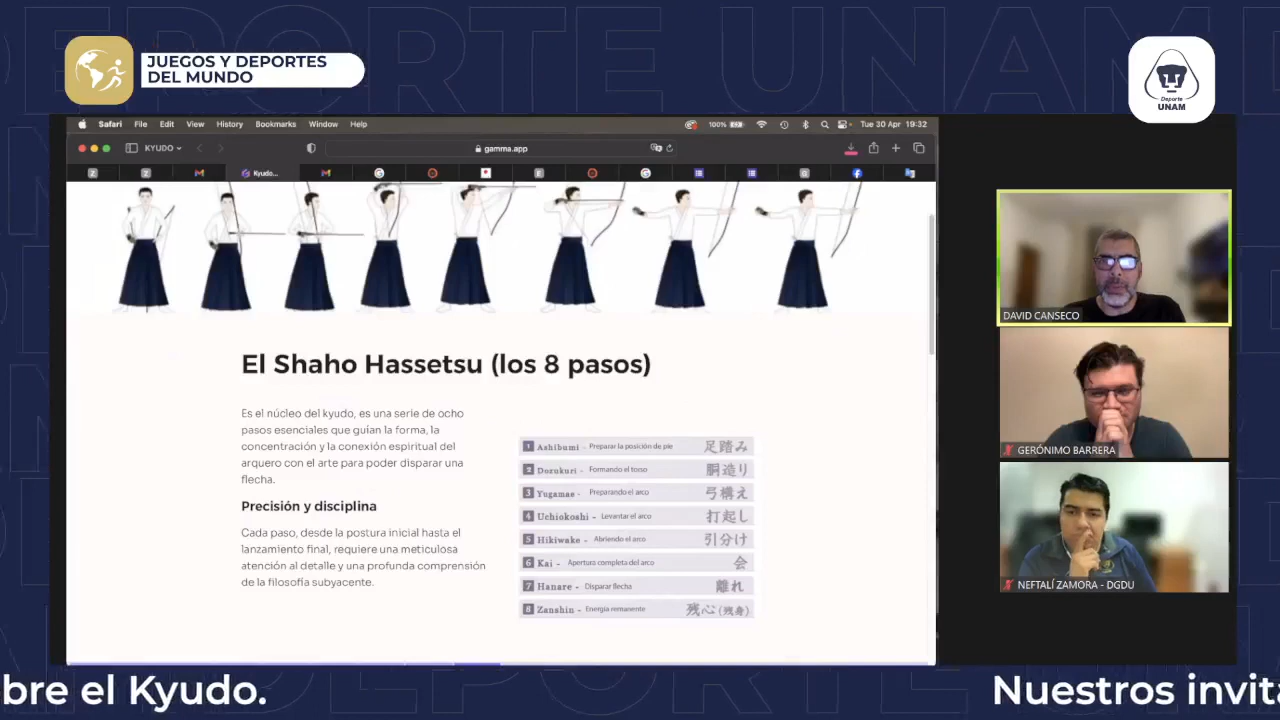 JUEGOS Y DEPORTES
DEL MUNDO
Deporte
UNAM
Safari File Edit View History Bookmarks Window Help
100% Tue 30 Apr 19:32
KYUDO
gamma.app
Kyudo...
El Shaho Hassetsu (los 8 pasos)
Es el núcleo del kyudo, es una serie de ocho
pasos esenciales que guían la forma, la
concentración y la conexión espiritual del
arquero con el arte para poder disparar una
flecha.
Precisión y disciplina
Cada paso, desde la postura inicial hasta el
lanzamiento final, requiere una meticulosa
atención al detalle y una profunda comprensión
de la filosofía subyacente.
1 Ashibumi - Preparar la posición de pie 足踏み
2 Dozukuri - Formando el torso 胴造り
3 Yugamae - Preparando el arco 弓構え
4 Uchiokoshi - Levantar el arco 打起し
5 Hikiwake - Abriendo el arco 引分け
6 Kai - Apertura completa del arco 会
7 Hanare - Disparar flecha 離れ
8 Zanshin - Energía remanente 残心(残身)
DAVID CANSECO
GERÓNIMO BARRERA
NEFTALÍ ZAMORA - DGDU
bre el Kyudo.
Nuestros invita